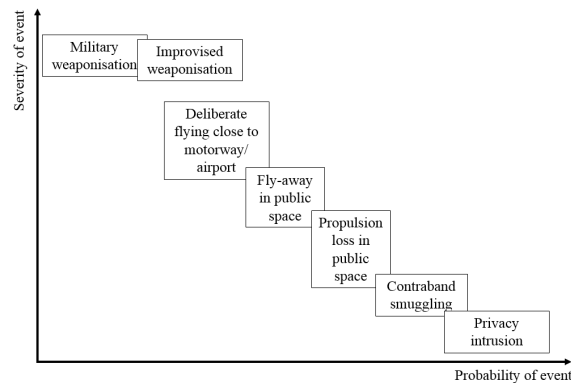 Severity of event
Military
weaponisation
Improvised
weaponisation
Deliberate
flying close to
motorway/
airport
Fly-away
in public
space
Propulsion
loss in
public
space
Contraband
smuggling
Privacy
intrusion
Probability of event